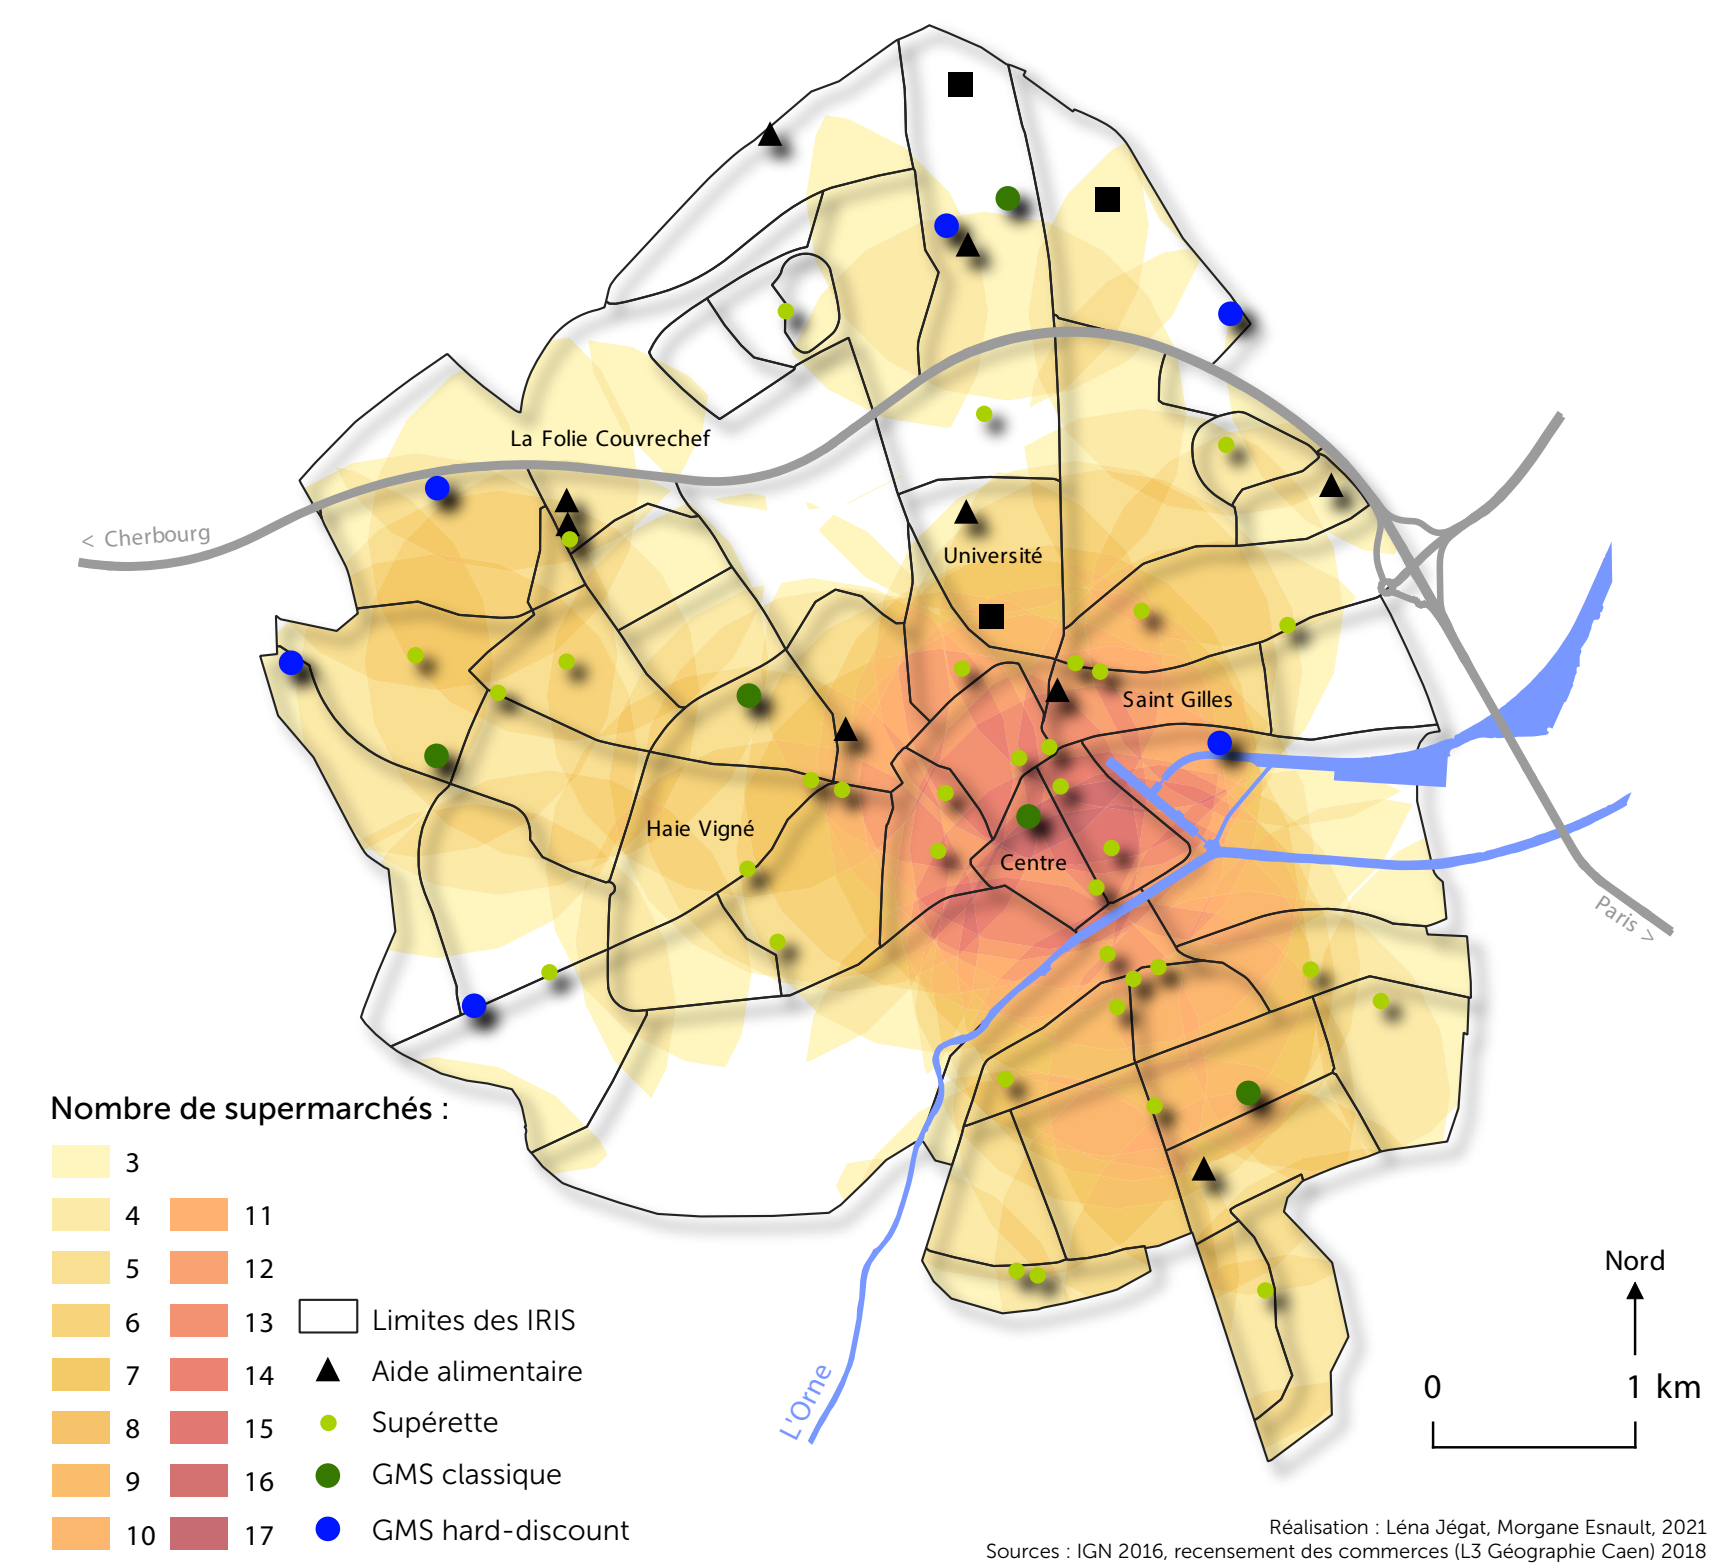 La Folie Couvrechef
< Cherbourg
Université
Saint Gilles
Haie Vigné
Centre
Paris >
L'Orne
Nombre de supermarchés :
3
4
5
6
7
8
9
10
11
12
13
14
15
16
17
Limites des IRIS
Aide alimentaire
Supérette
GMS classique
GMS hard-discount
Nord
0 1 km
Réalisation : Léna Jégat, Morgane Esnault, 2021
Sources : IGN 2016, recensement des commerces (L3 Géographie Caen) 2018